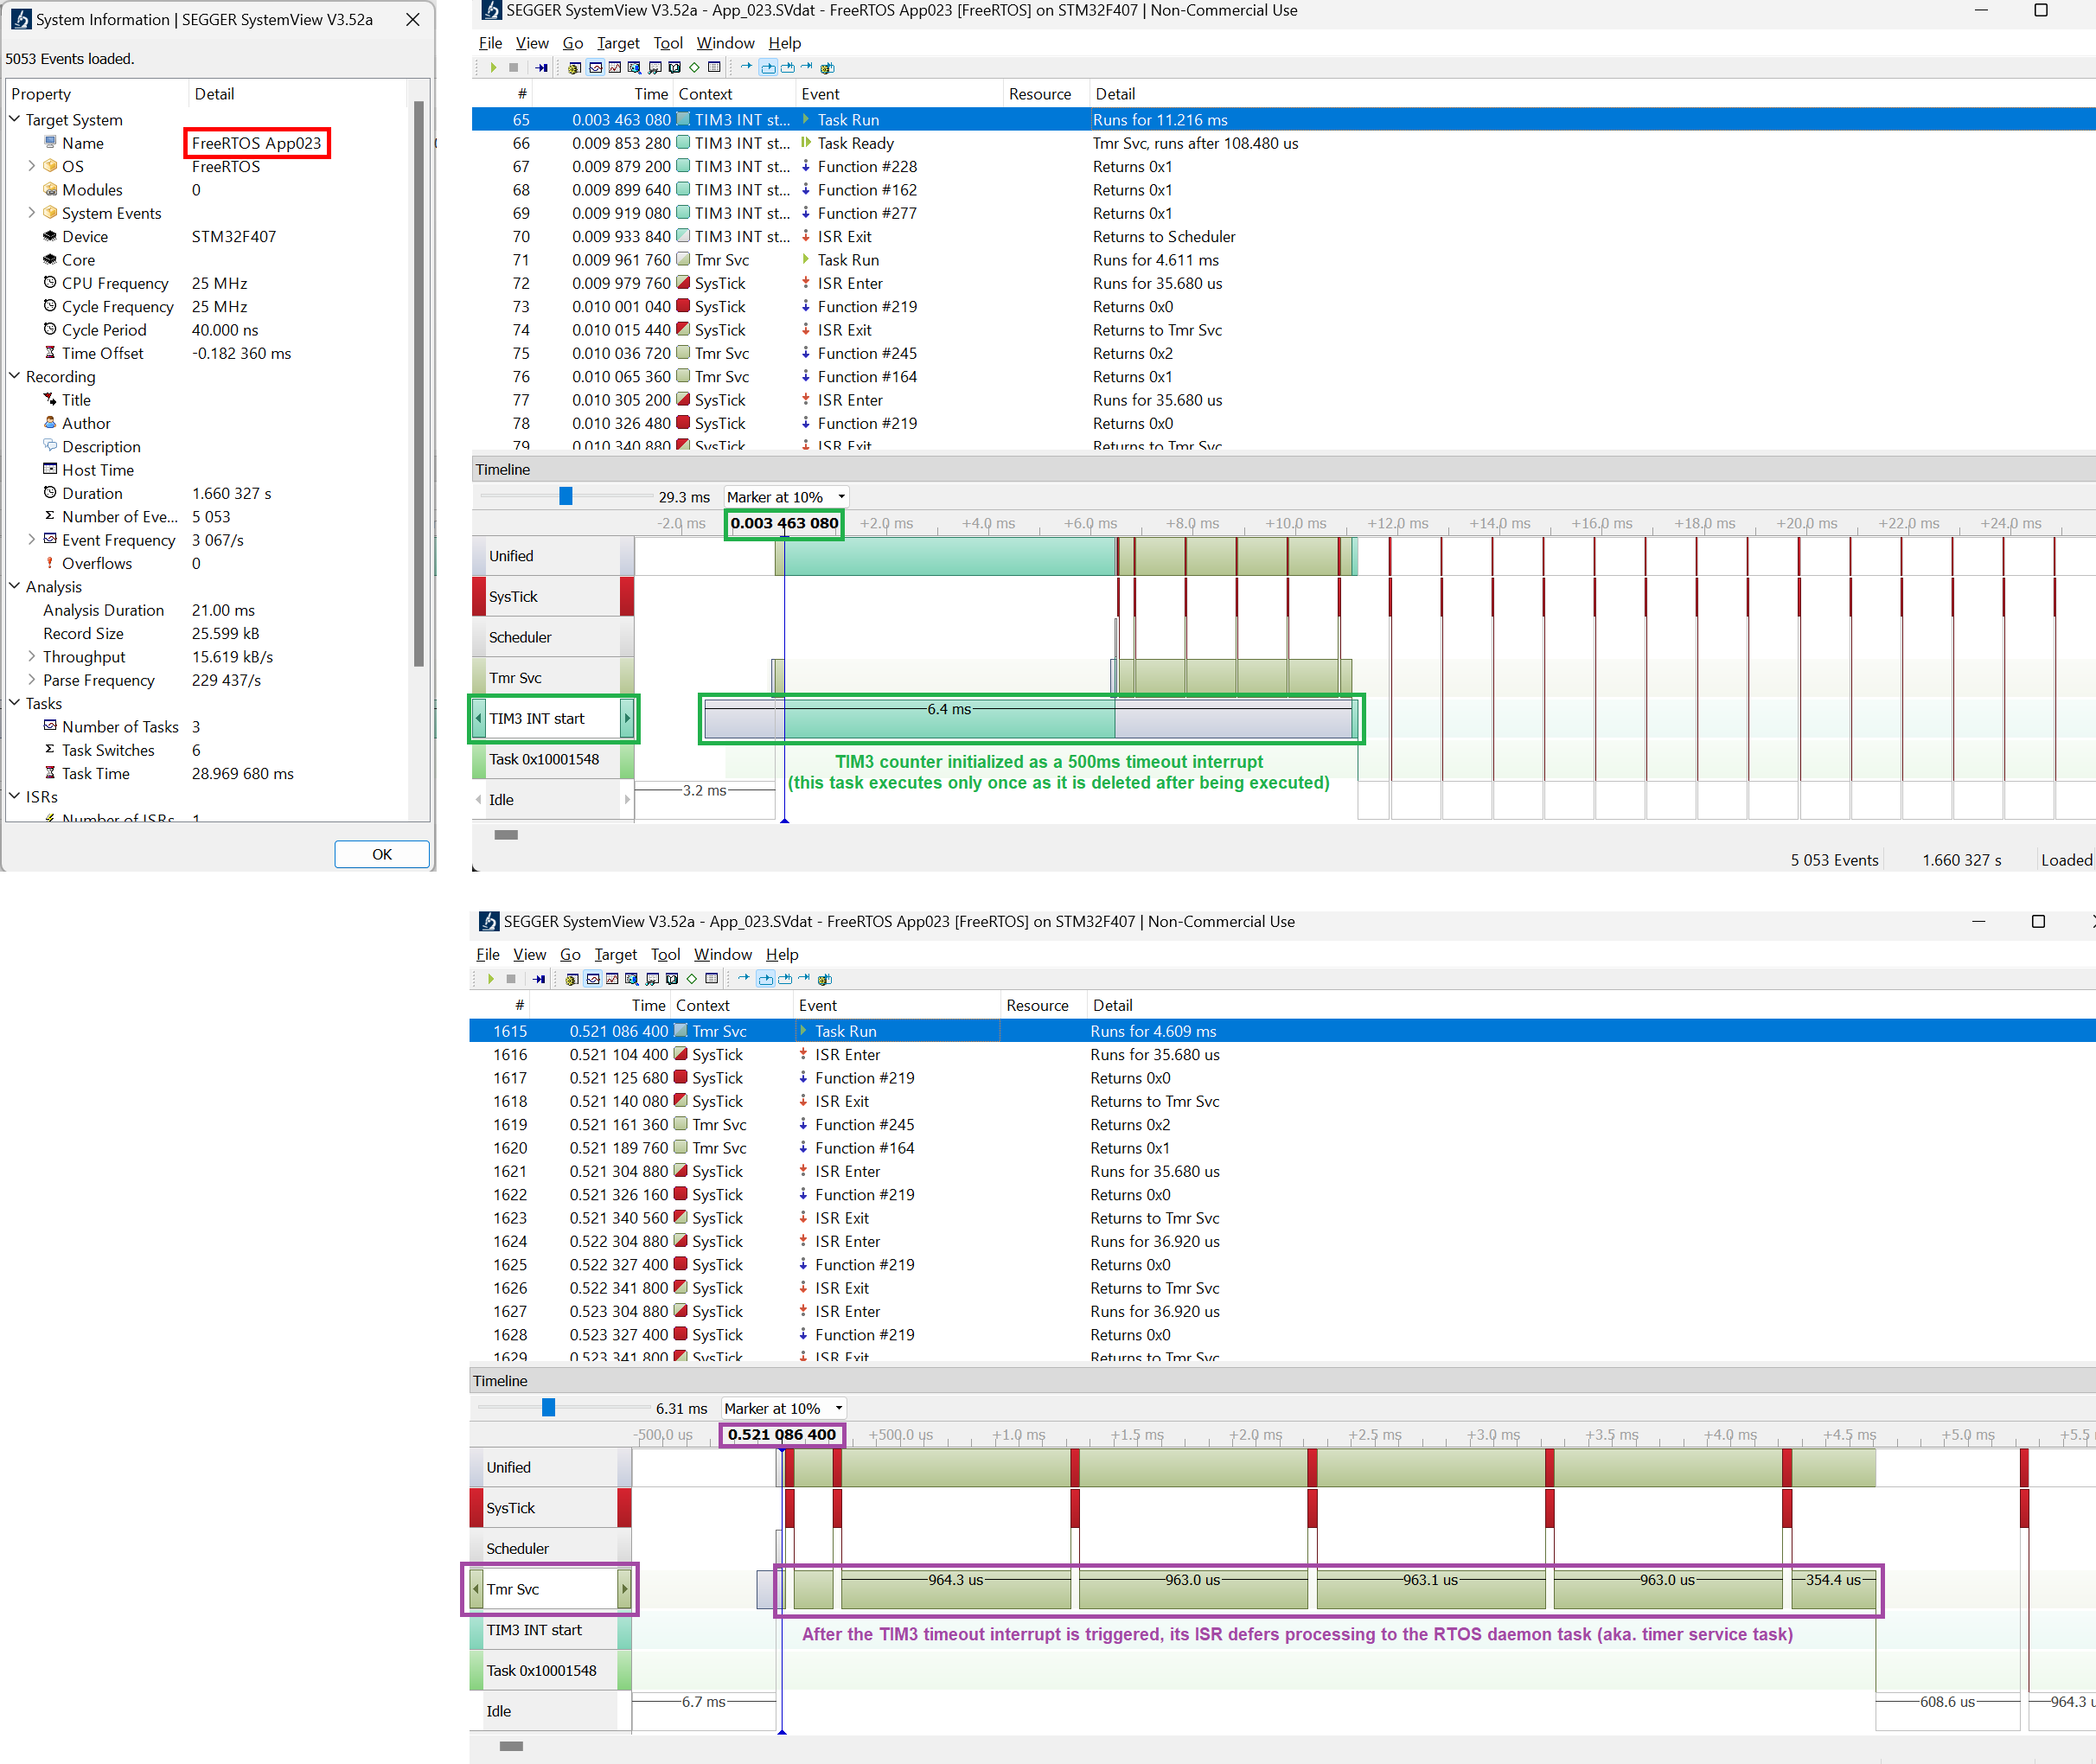 System Information | SEGGER SystemView V3.52a
5053 Events loaded.
Property Detail
Target System
Name FreeRTOS App023
OS FreeRTOS
Modules 0
System Events
Device STM32F407
Core
CPU Frequency 25 MHz
Cycle Frequency 25 MHz
Cycle Period 40.000 ns
Time Offset -0.182 360 ms
Recording
Title
Author
Description
Host Time
Duration 1.660 327 s
Number of Eve... 5 053
Event Frequency 3 067/s
Overflows 0
Analysis
Analysis Duration 21.00 ms
Record Size 25.599 kB
Throughput 15.619 kB/s
Parse Frequency 229 437/s
Tasks
Number of Tasks 3
Task Switches 6
Task Time 28.969 680 ms
ISRs
Number of ISRs 1
OK
SEGGER SystemView V3.52a - App_023.SVdat - FreeRTOS App023 [FreeRTOS] on STM32F407 | Non-Commercial Use
File View Go Target Tool Window Help
# Time Context Event Resource Detail
65 0.003 463 080 TIM3 INT st... Task Run Runs for 11.216 ms
66 0.009 853 280 TIM3 INT st... Task Ready Tmr Svc, runs after 108.480 us
67 0.009 879 200 TIM3 INT st... Function #228 Returns 0x1
68 0.009 899 640 TIM3 INT st... Function #162 Returns 0x1
69 0.009 919 080 TIM3 INT st... Function #277 Returns 0x1
70 0.009 933 840 TIM3 INT st... ISR Exit Returns to Scheduler
71 0.009 961 760 Tmr Svc Task Run Runs for 4.611 ms
72 0.009 979 760 SysTick ISR Enter Runs for 35.680 us
73 0.010 001 040 SysTick Function #219 Returns 0x0
74 0.010 015 440 SysTick ISR Exit Returns to Tmr Svc
75 0.010 036 720 Tmr Svc Function #245 Returns 0x2
76 0.010 065 360 Tmr Svc Function #164 Returns 0x1
77 0.010 305 200 SysTick ISR Enter Runs for 35.680 us
78 0.010 326 480 SysTick Function #219 Returns 0x0
79 0.010 340 880 SysTick ISR Exit Returns to Tmr Svc
Timeline
29.3 ms Marker at 10%
-2.0 ms 0.003 463 080 +2.0 ms +4.0 ms +6.0 ms +8.0 ms +10.0 ms +12.0 ms +14.0 ms +16.0 ms +18.0 ms +20.0 ms +22.0 ms +24.0 ms
Unified
SysTick
Scheduler
Tmr Svc
TIM3 INT start 6.4 ms
Task 0x10001548
TIM3 counter initialized as a 500ms timeout interrupt
(this task executes only once as it is deleted after being executed)
Idle 3.2 ms
5 053 Events 1.660 327 s Loaded
SEGGER SystemView V3.52a - App_023.SVdat - FreeRTOS App023 [FreeRTOS] on STM32F407 | Non-Commercial Use
File View Go Target Tool Window Help
# Time Context Event Resource Detail
1615 0.521 086 400 Tmr Svc Task Run Runs for 4.609 ms
1616 0.521 104 400 SysTick ISR Enter Runs for 35.680 us
1617 0.521 125 680 SysTick Function #219 Returns 0x0
1618 0.521 140 080 SysTick ISR Exit Returns to Tmr Svc
1619 0.521 161 360 Tmr Svc Function #245 Returns 0x2
1620 0.521 189 760 Tmr Svc Function #164 Returns 0x1
1621 0.521 304 880 SysTick ISR Enter Runs for 35.680 us
1622 0.521 326 160 SysTick Function #219 Returns 0x0
1623 0.521 340 560 SysTick ISR Exit Returns to Tmr Svc
1624 0.522 304 880 SysTick ISR Enter Runs for 36.920 us
1625 0.522 327 400 SysTick Function #219 Returns 0x0
1626 0.522 341 800 SysTick ISR Exit Returns to Tmr Svc
1627 0.523 304 880 SysTick ISR Enter Runs for 36.920 us
1628 0.523 327 400 SysTick Function #219 Returns 0x0
1629 0.523 341 800 SysTick ISR Exit Returns to Tmr Svc
Timeline
6.31 ms Marker at 10%
-500.0 us 0.521 086 400 +500.0 us +1.0 ms +1.5 ms +2.0 ms +2.5 ms +3.0 ms +3.5 ms +4.0 ms +4.5 ms +5.0 ms +5.5
Unified
SysTick
Scheduler
Tmr Svc 964.3 us 963.0 us 963.1 us 963.0 us 354.4 us
TIM3 INT start
After the TIM3 timeout interrupt is triggered, its ISR defers processing to the RTOS daemon task (aka. timer service task)
Task 0x10001548
Idle 6.7 ms 608.6 us 964.3 u